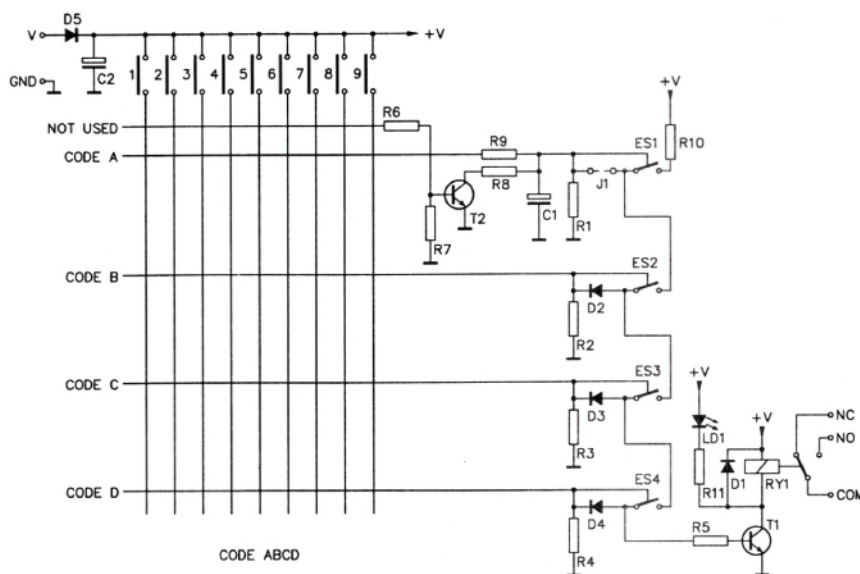 D5
V
+V
GND
C2
1 2 3 4 5 6 7 8 9
+V
R6
NOT USED
R9
ES1
R10
CODE A
R8
J1
T2
C1
R1
R7
ES2
CODE B
D2
R2
ES3
CODE C
+V
D3
+V
NC
R3
LD1
NO
ES4
CODE D
R11
D1
RY1
COM
D4
R5
T1
R4
CODE ABCD